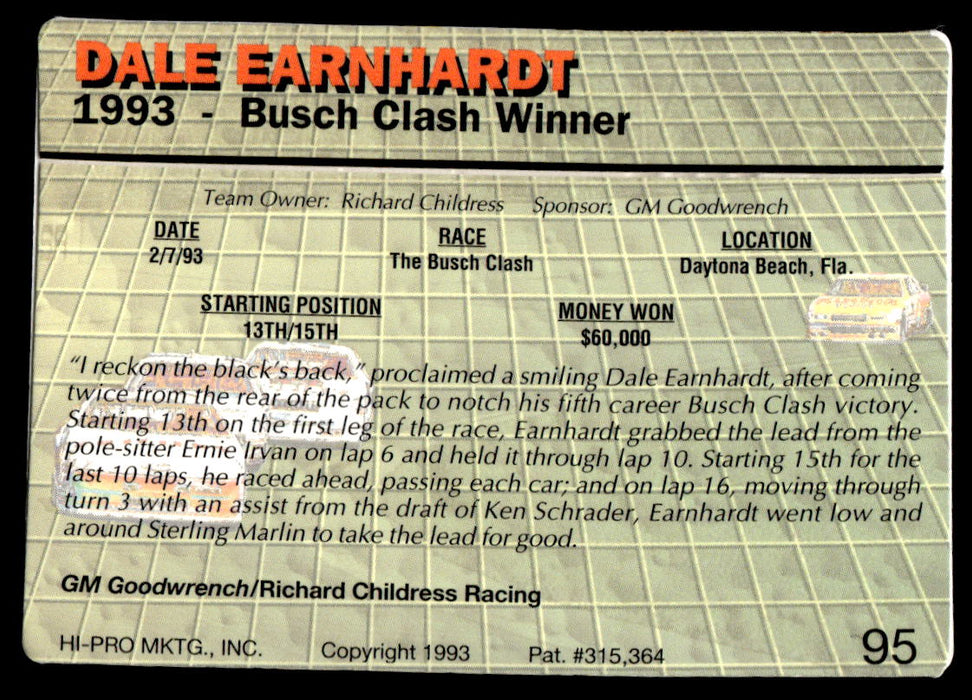 DALE EARNHARDT
1993 - Busch Clash Winner
Team Owner: Richard Childress Sponsor: GM Goodwrench
DATE RACE LOCATION
2/7/93 The Busch Clash Daytona Beach, Fla.
STARTING POSITION MONEY WON
13TH/15TH $60,000
"I reckon the black's back," proclaimed a smiling Dale Earnhardt, after coming
twice from the rear of the pack to notch his fifth career Busch Clash victory.
Starting 13th on the first leg of the race, Earnhardt grabbed the lead from the
pole-sitter Ernie Irvan on lap 6 and held it through lap 10. Starting 15th for the
last 10 laps, he raced ahead, passing each car; and on lap 16, moving through
turn 3 with an assist from the draft of Ken Schrader, Earnhardt went low and
around Sterling Marlin to take the lead for good.
GM Goodwrench/Richard Childress Racing
HI-PRO MKTG., INC. Copyright 1993 Pat. #315,364 95